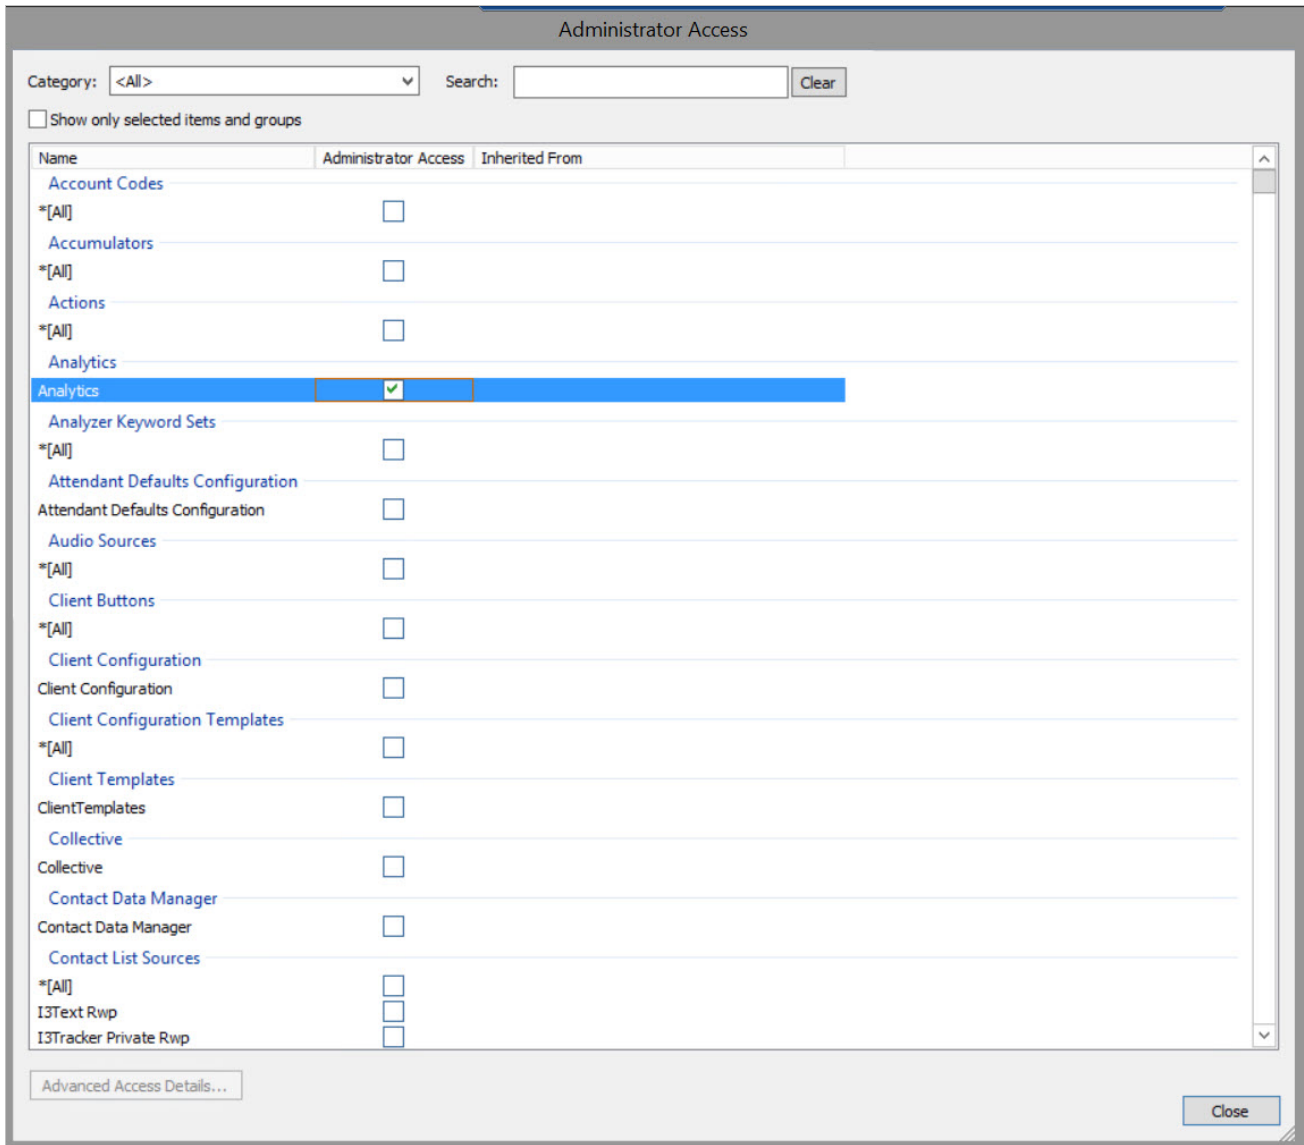 Administrator Access
Category: <All> Search: Clear
Show only selected items and groups
Name Administrator Access Inherited From
Account Codes
*[All]
Accumulators
*[All]
Actions
*[All]
Analytics
Analytics
Analyzer Keyword Sets
*[All]
Attendant Defaults Configuration
Attendant Defaults Configuration
Audio Sources
*[All]
Client Buttons
*[All]
Client Configuration
Client Configuration
Client Configuration Templates
*[All]
Client Templates
ClientTemplates
Collective
Collective
Contact Data Manager
Contact Data Manager
Contact List Sources
*[All]
I3Text Rwp
I3Tracker Private Rwp
Advanced Access Details...
Close